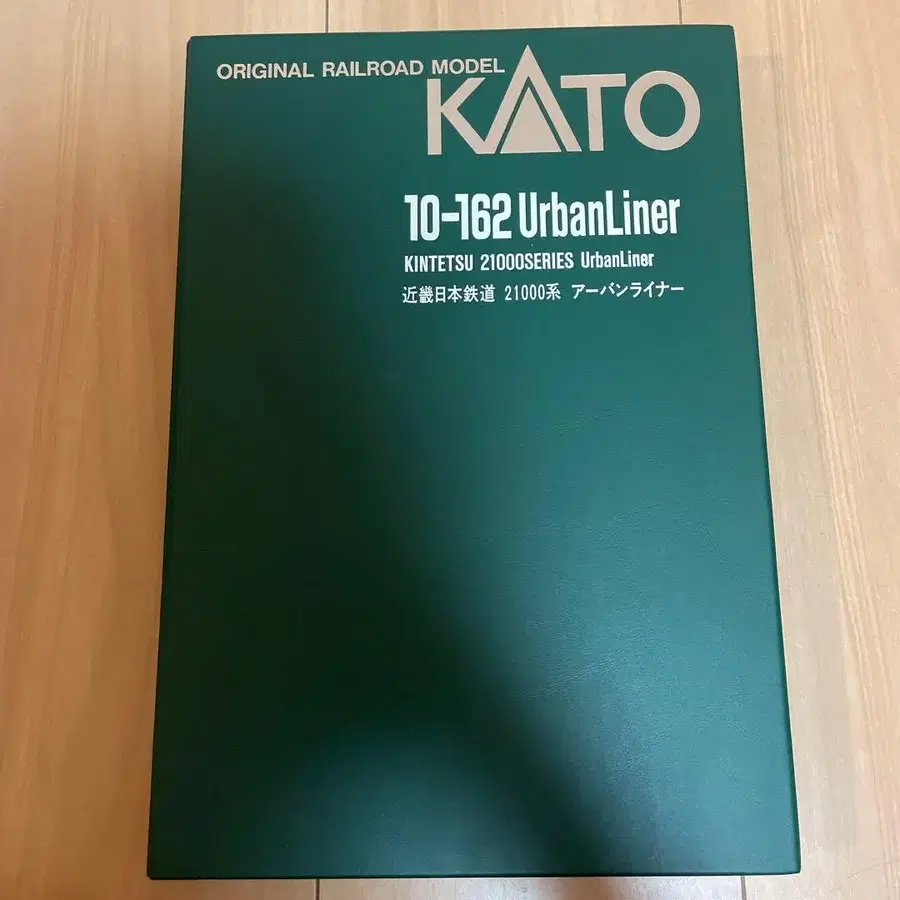 ORIGINAL RAILROAD MODEL
KATO
10-162 UrbanLiner
KINTETSU 21000SERIES UrbanLiner
近畿日本鉄道 21000系 アーバンライナー